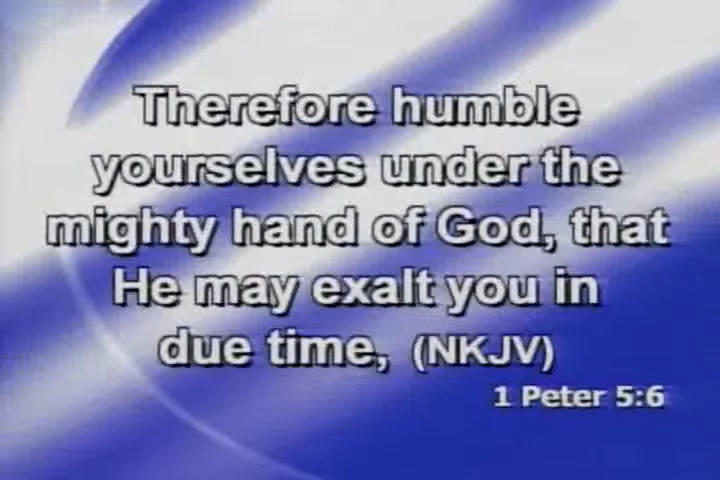 Therefore humble
yourselves under the
mighty hand of God, that
He may exalt you in
due time, (NKJV)
1 Peter 5:6